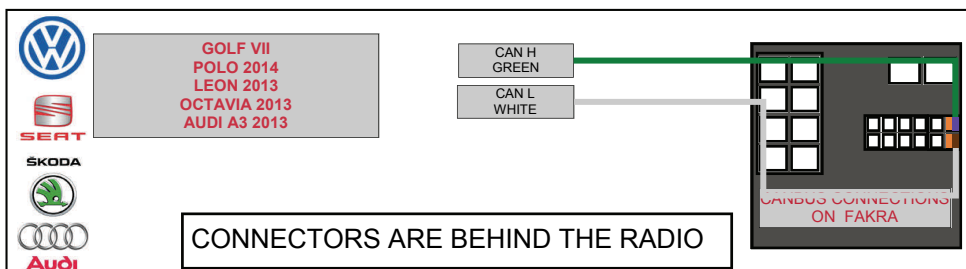 GOLF VII
POLO 2014
LEON 2013
OCTAVIA 2013
AUDI A3 2013
CAN H
GREEN
CAN L
WHITE
SEAT
ŠKODA
Audi
CANBUS CONNECTIONS
ON FAKRA
CONNECTORS ARE BEHIND THE RADIO